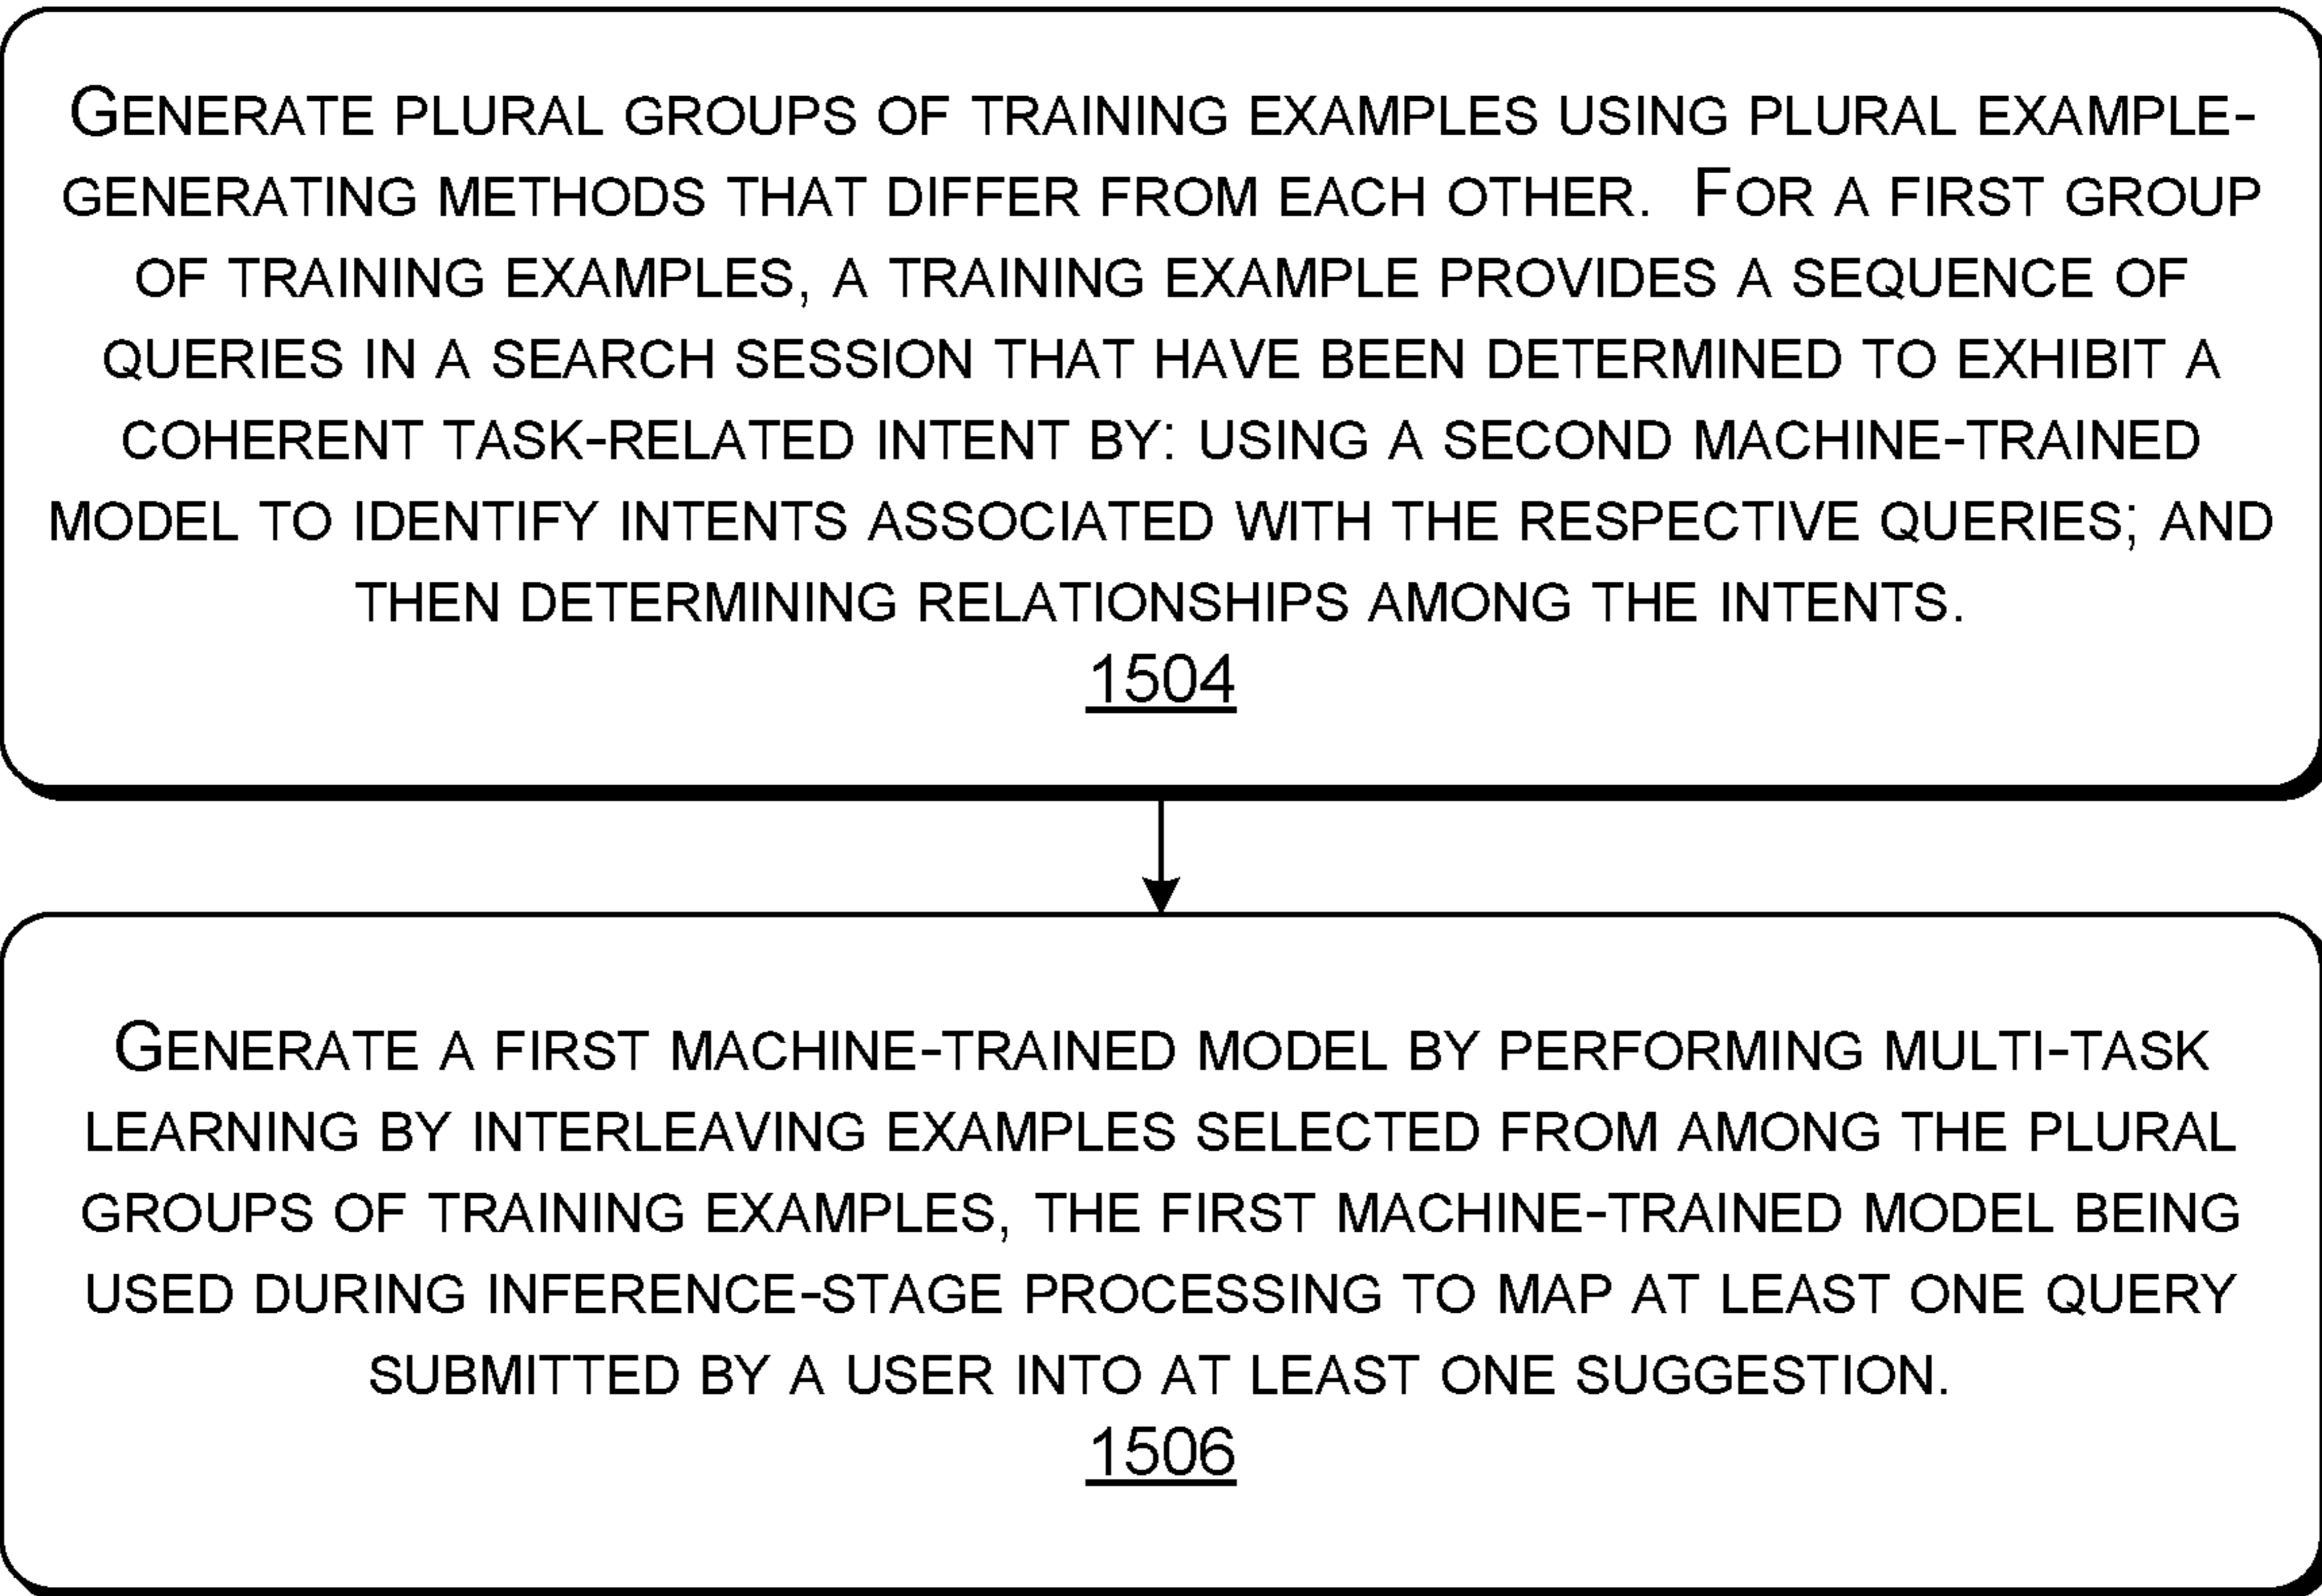 GENERATE PLURAL GROUPS OF TRAINING EXAMPLES USING PLURAL EXAMPLE-
GENERATING METHODS THAT DIFFER FROM EACH OTHER. FOR A FIRST GROUP
OF TRAINING EXAMPLES, A TRAINING EXAMPLE PROVIDES A SEQUENCE OF
QUERIES IN A SEARCH SESSION THAT HAVE BEEN DETERMINED TO EXHIBIT A
COHERENT TASK-RELATED INTENT BY: USING A SECOND MACHINE-TRAINED
MODEL TO IDENTIFY INTENTS ASSOCIATED WITH THE RESPECTIVE QUERIES; AND
THEN DETERMINING RELATIONSHIPS AMONG THE INTENTS.
1504
GENERATE A FIRST MACHINE-TRAINED MODEL BY PERFORMING MULTI-TASK
LEARNING BY INTERLEAVING EXAMPLES SELECTED FROM AMONG THE PLURAL
GROUPS OF TRAINING EXAMPLES, THE FIRST MACHINE-TRAINED MODEL BEING
USED DURING INFERENCE-STAGE PROCESSING TO MAP AT LEAST ONE QUERY
SUBMITTED BY A USER INTO AT LEAST ONE SUGGESTION.
1506